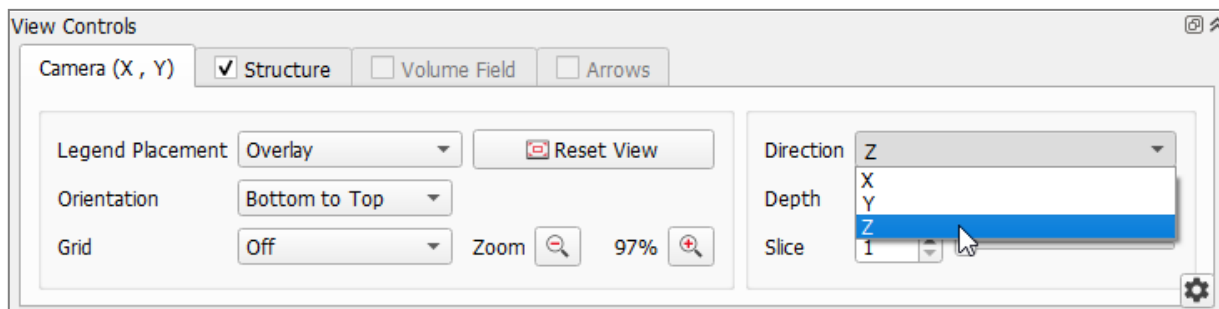 View Controls
Camera (X , Y)
Structure
Volume Field
Arrows
Legend Placement
Overlay
Reset View
Direction
Z
X
Y
Z
Orientation
Bottom to Top
Depth
Grid
Off
Zoom
97%
Slice
1